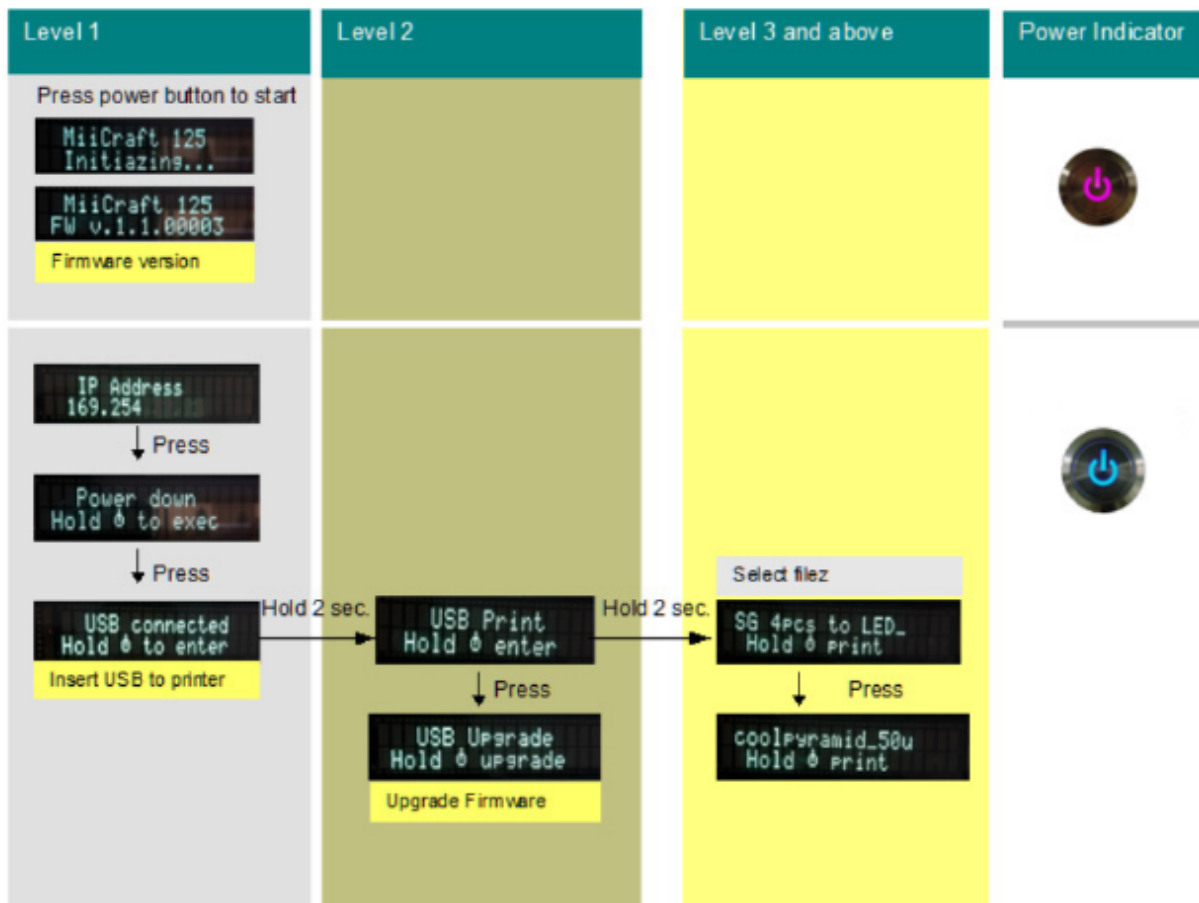 Level 1
Level 2
Level 3 and above
Power Indicator
Press power button to start
MiiCraft 125
Initiazing...
MiiCraft 125
FW v.1.1.00003
Firmware version
IP Address
169.254
Press
Power down
Hold to exec
Press
USB connected
Hold to enter
Insert USB to printer
Hold 2 sec.
USB Print
Hold enter
Press
USB Upgrade
Hold upgrade
Upgrade Firmware
Hold 2 sec.
Select filez
SG 4pcs to LED_
Hold print
Press
coolpyramid_50u
Hold print